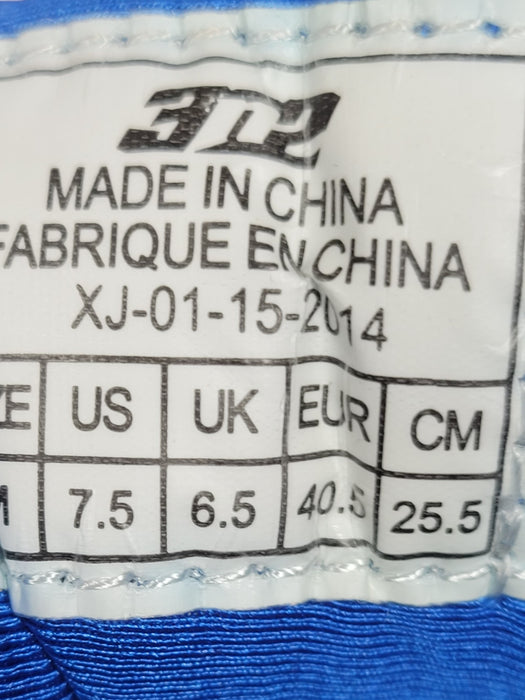 3n2
MADE IN CHINA
FABRIQUE EN CHINA
XJ-01-15-2014
US UK EUR CM
7.5 6.5 40.5 25.5